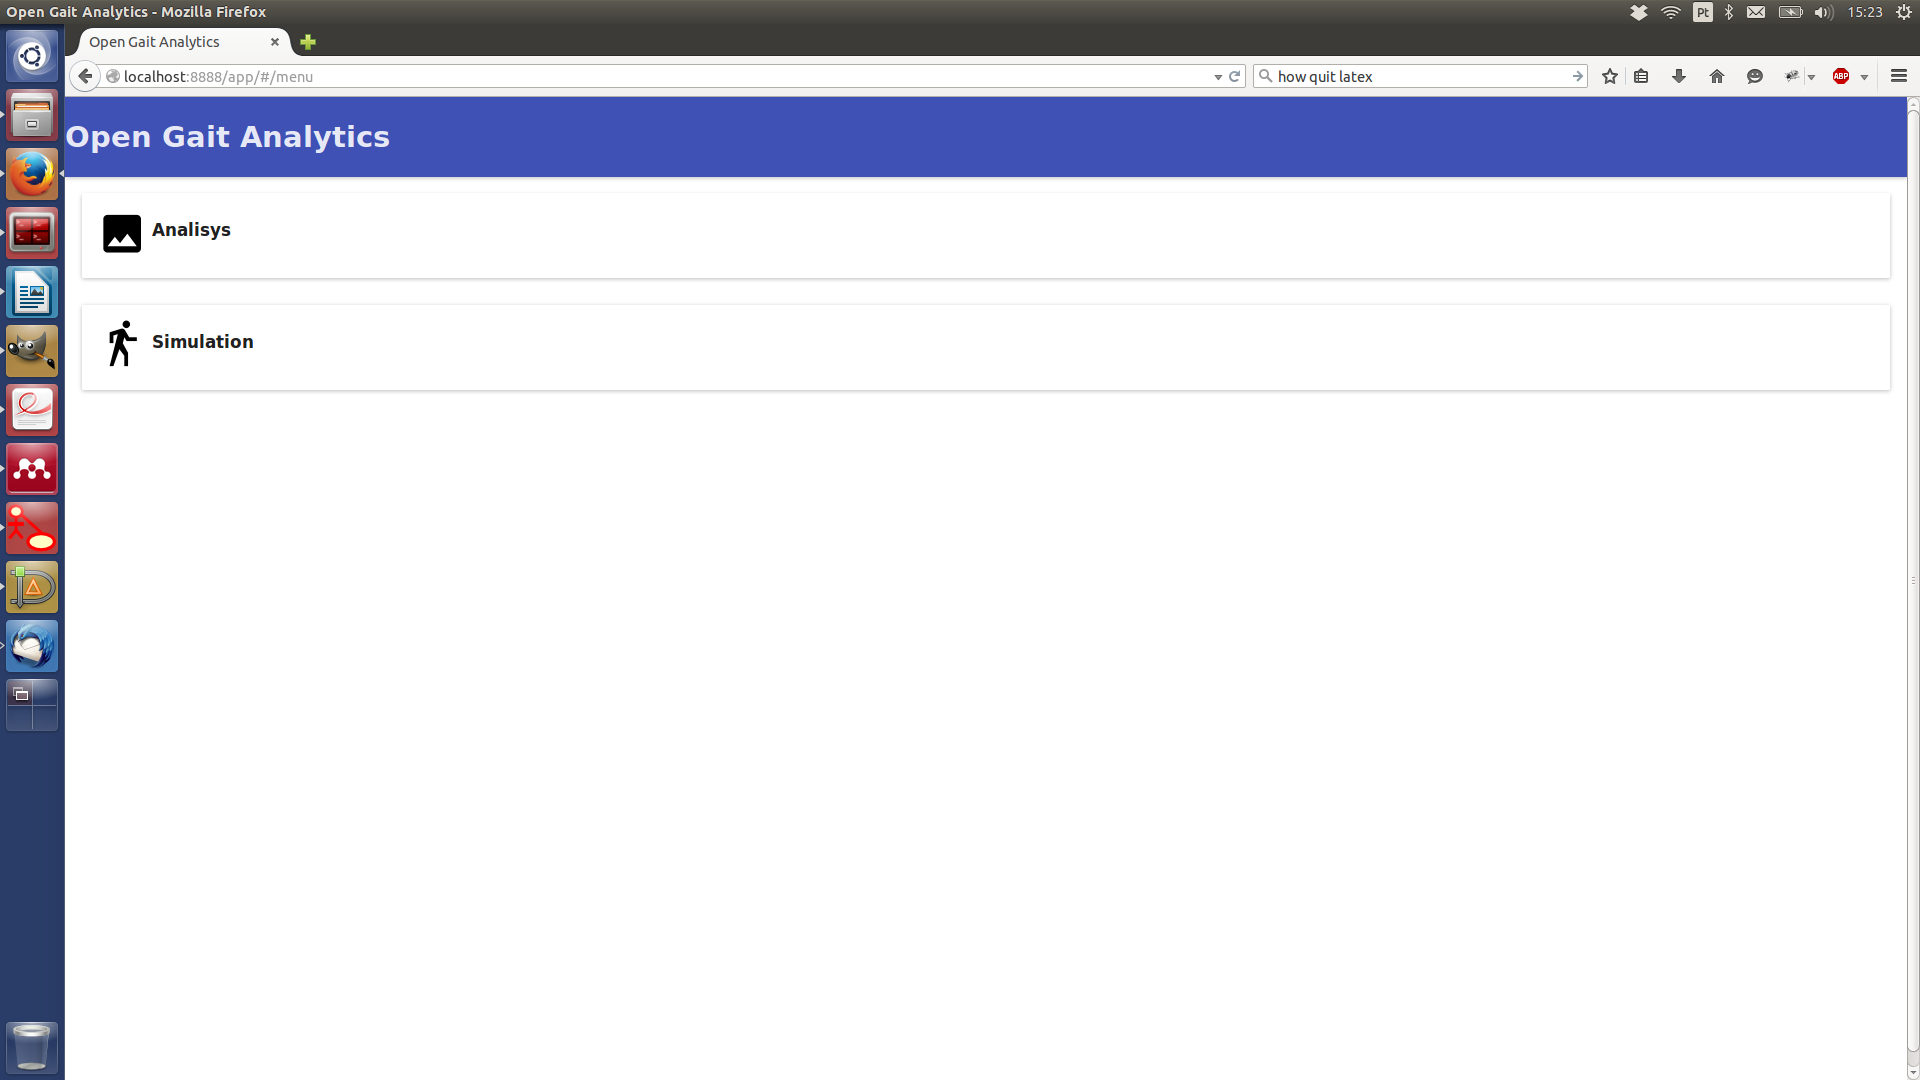 Open Gait Analytics - Mozilla Firefox
Pt
15:23
Open Gait Analytics
localhost:8888/app/#/menu
how quit latex
ABP
Open Gait Analytics
Analisys
Simulation